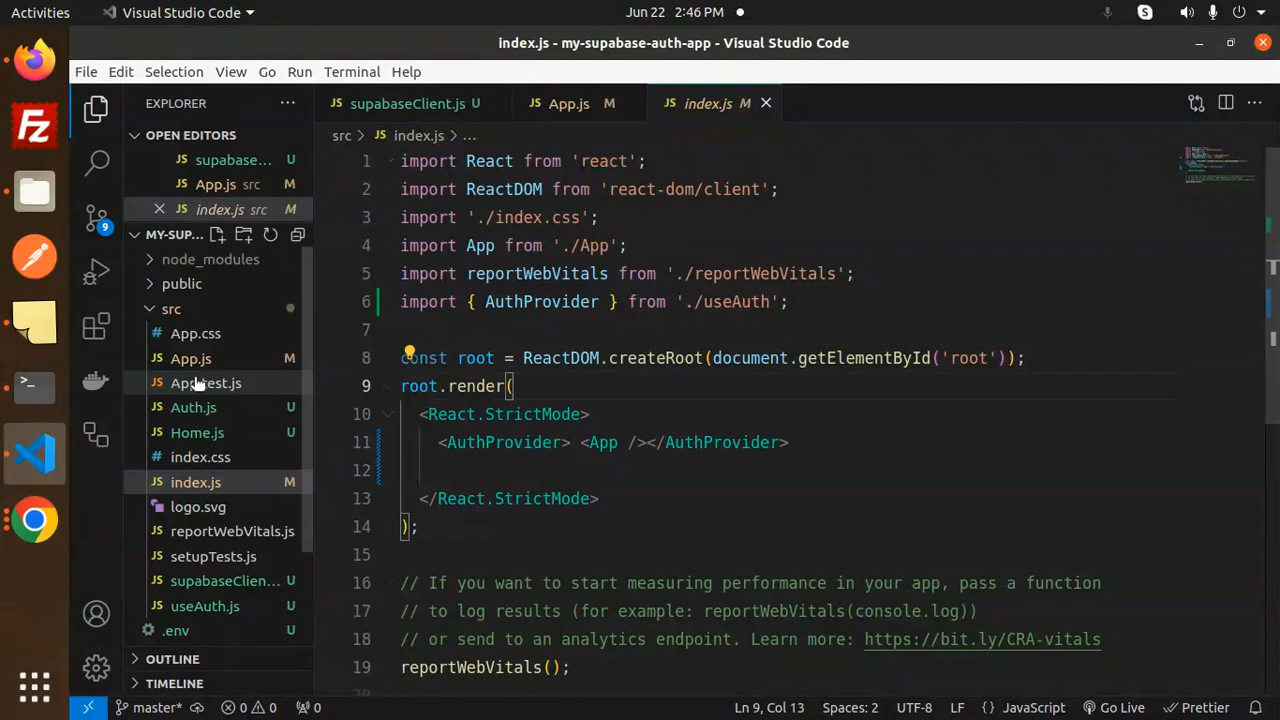 Activities
Visual Studio Code
Jun 22 2:46 PM
index.js - my-supabase-auth-app - Visual Studio Code
File Edit Selection View Go Run Terminal Help
EXPLORER
supabaseClient.js U
App.js M
index.js M
OPEN EDITORS
supabase... U
App.js src M
index.js src M
MY-SUP...
node_modules
public
src
App.css
App.js M
App.test.js
Auth.js U
Home.js U
index.css
index.js M
logo.svg
reportWebVitals.js
setupTests.js
supabaseClien... U
useAuth.js U
.env U
OUTLINE
TIMELINE
9
src > JS index.js > ...
1 import React from 'react';
2 import ReactDOM from 'react-dom/client';
3 import './index.css';
4 import App from './App';
5 import reportWebVitals from './reportWebVitals';
6 import { AuthProvider } from './useAuth';
7
8 const root = ReactDOM.createRoot(document.getElementById('root'));
9 root.render(
10 <React.StrictMode>
11 <AuthProvider> <App /></AuthProvider>
12
13 </React.StrictMode>
14 );
15
16 // If you want to start measuring performance in your app, pass a function
17 // to log results (for example: reportWebVitals(console.log))
18 // or send to an analytics endpoint. Learn more: https://bit.ly/CRA-vitals
19 reportWebVitals();
master* 0 0 0 Ln 9, Col 13 Spaces: 2 UTF-8 LF {} JavaScript Go Live Prettier